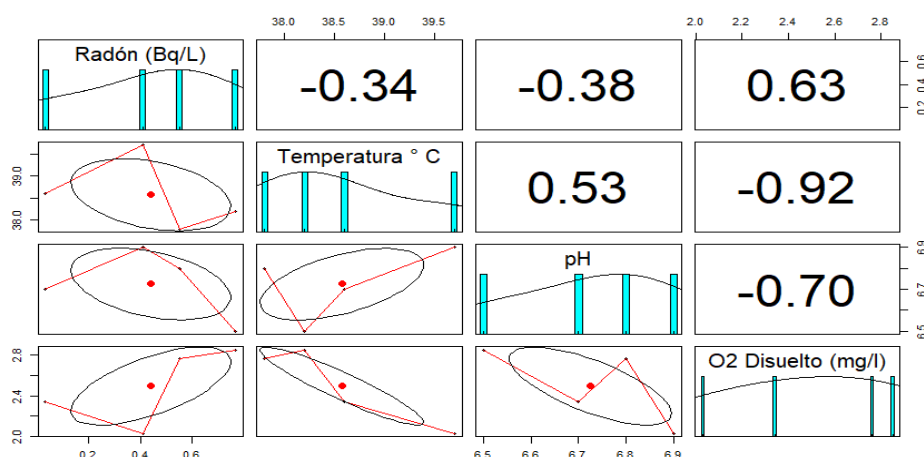 38.0 38.5 39.0 39.5 2.0 2.2 2.4 2.6 2.8
Radón (Bq/L) -0.34 -0.38 0.63 0.2 0.4 0.6
38.0 39.0 Temperatura ° C 0.53 -0.92
pH -0.70 6.5 6.7 6.9
2.0 2.4 2.8 O2 Disuelto (mg/l)
0.2 0.4 0.6 6.5 6.6 6.7 6.8 6.9